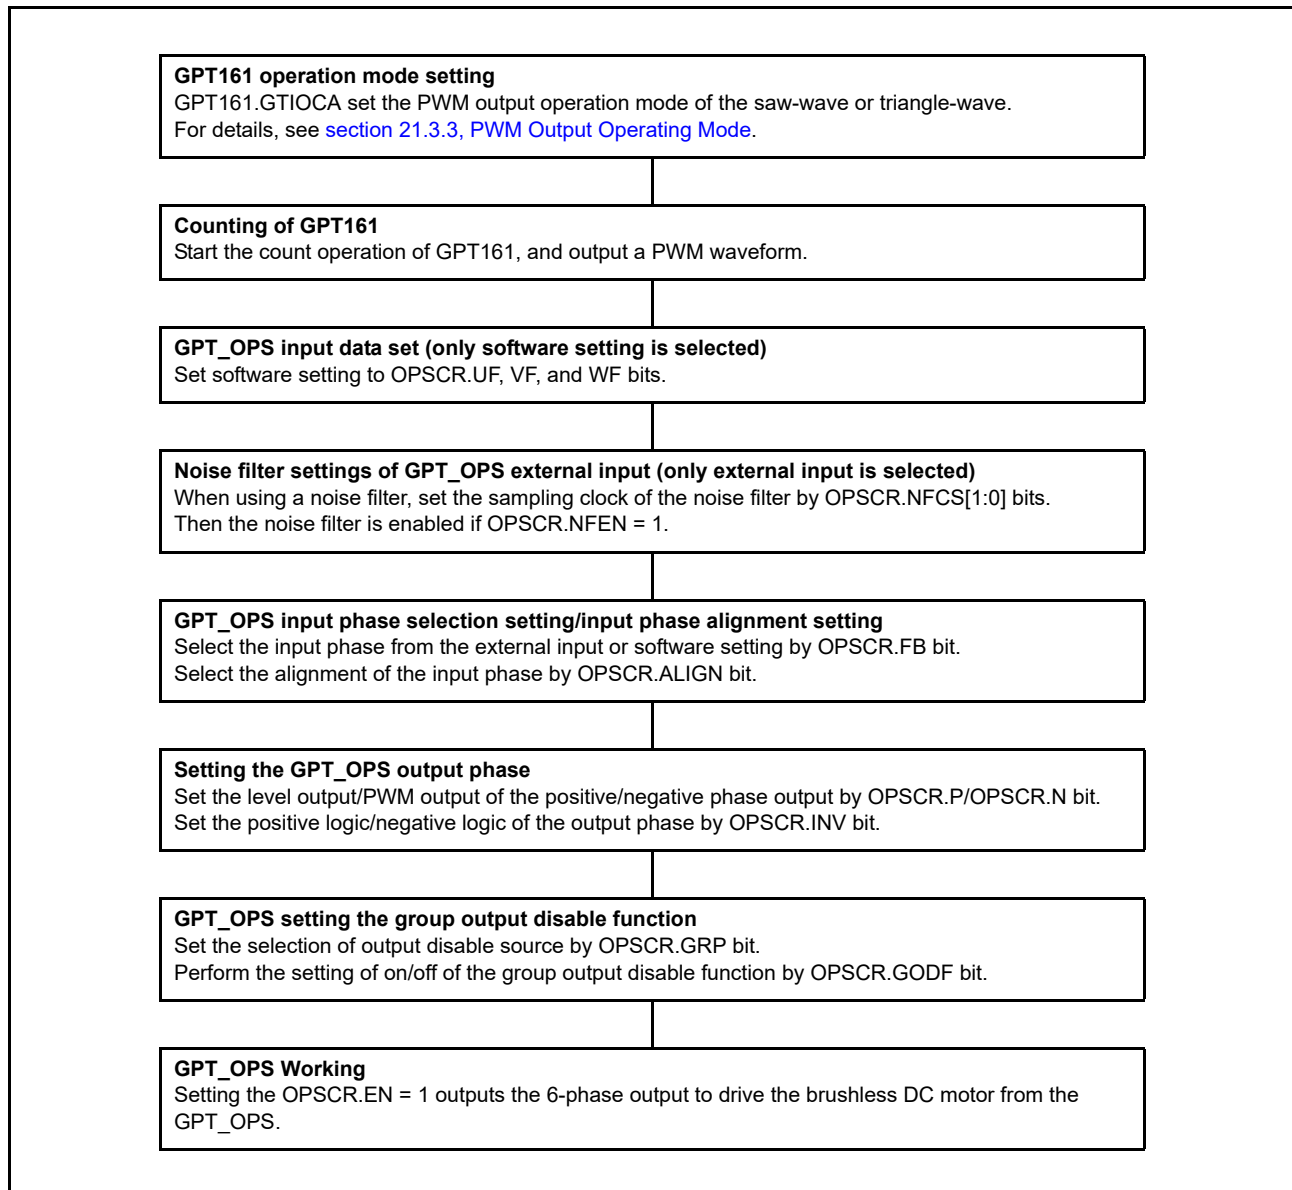 GPT161 operation mode setting
GPT161.GTIOCA set the PWM output operation mode of the saw-wave or triangle-wave.
For details, see section 21.3.3, PWM Output Operating Mode.
Counting of GPT161
Start the count operation of GPT161, and output a PWM waveform.
GPT_OPS input data set (only software setting is selected)
Set software setting to OPSCR.UF, VF, and WF bits.
Noise filter settings of GPT_OPS external input (only external input is selected)
When using a noise filter, set the sampling clock of the noise filter by OPSCR.NFCS[1:0] bits.
Then the noise filter is enabled if OPSCR.NFEN = 1.
GPT_OPS input phase selection setting/input phase alignment setting
Select the input phase from the external input or software setting by OPSCR.FB bit.
Select the alignment of the input phase by OPSCR.ALIGN bit.
Setting the GPT_OPS output phase
Set the level output/PWM output of the positive/negative phase output by OPSCR.P/OPSCR.N bit.
Set the positive logic/negative logic of the output phase by OPSCR.INV bit.
GPT_OPS setting the group output disable function
Set the selection of output disable source by OPSCR.GRP bit.
Perform the setting of on/off of the group output disable function by OPSCR.GODF bit.
GPT_OPS Working
Setting the OPSCR.EN = 1 outputs the 6-phase output to drive the brushless DC motor from the
GPT_OPS.